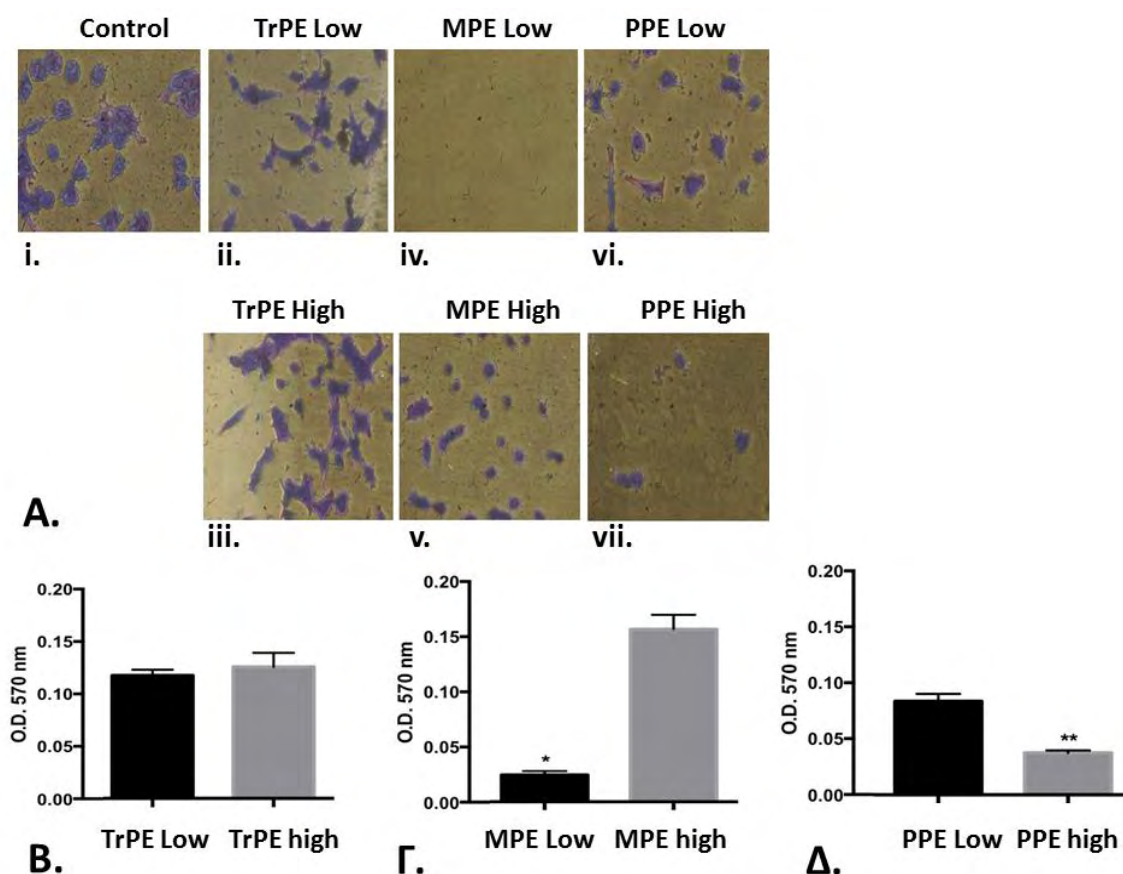 Control TrPE Low MPE Low PPE Low
i. ii. iv. vi.
TrPE High MPE High PPE High
Α.
iii. v. vii.
0.20
0.15
0.10
0.05
0.00
O.D. 570 nm
TrPE Low TrPE high
Β.
0.20
0.15
0.10
0.05
0.00
O.D. 570 nm
*
MPE Low MPE high
Γ.
0.20
0.15
0.10
0.05
0.00
O.D. 570 nm
**
PPE Low PPE high
Δ.